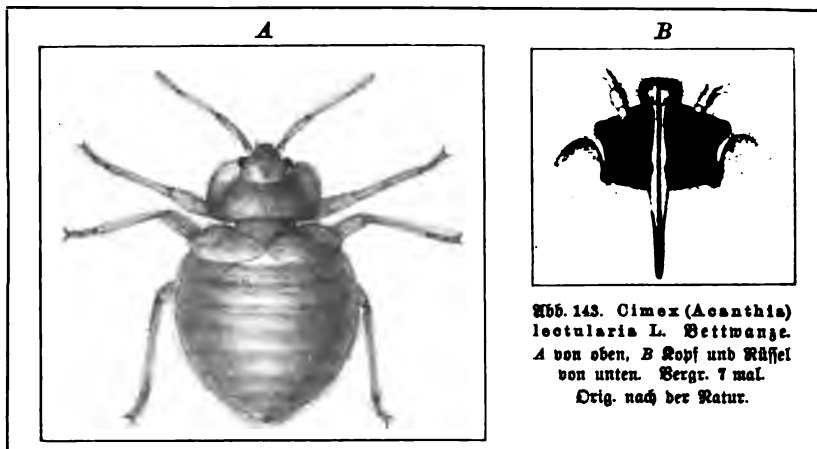 A
B
Abb. 143. Cimex (Acanthia)
lectularia L. Bettwanze.
A von oben, B Kopf und Rüssel
von unten. Vergr. 7 mal.
Orig. nach der Natur.